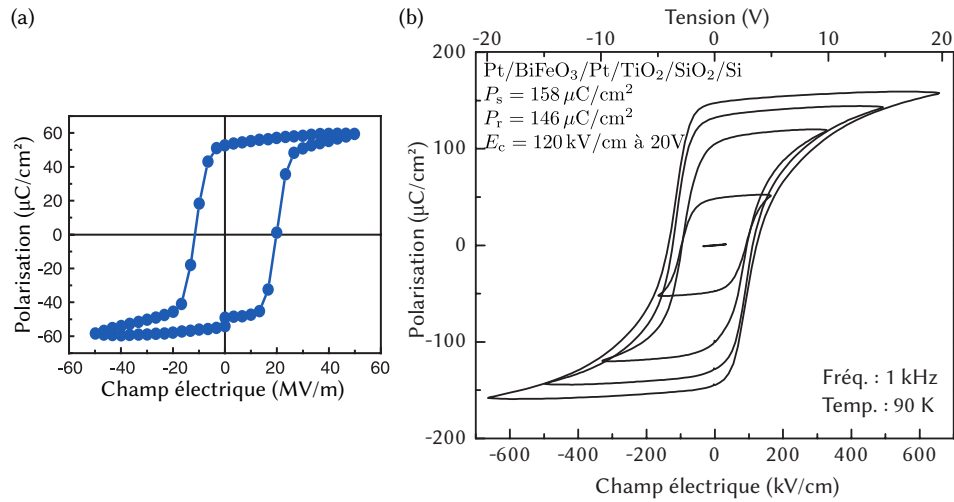 (a)
Polarisation (µC/cm²)
60
40
20
0
-20
-40
-60
-60
-40
-20
0
20
40
60
Champ électrique (MV/m)
(b)
Tension (V)
-20
-10
0
10
20
Polarisation (µC/cm²)
200
100
0
-100
-200
Pt/BiFeO₃/Pt/TiO₂/SiO₂/Si
Pₛ = 158 µC/cm²
Pᵣ = 146 µC/cm²
E_c = 120 kV/cm à 20V
Fréq. : 1 kHz
Temp. : 90 K
-600
-400
-200
0
200
400
600
Champ électrique (kV/cm)